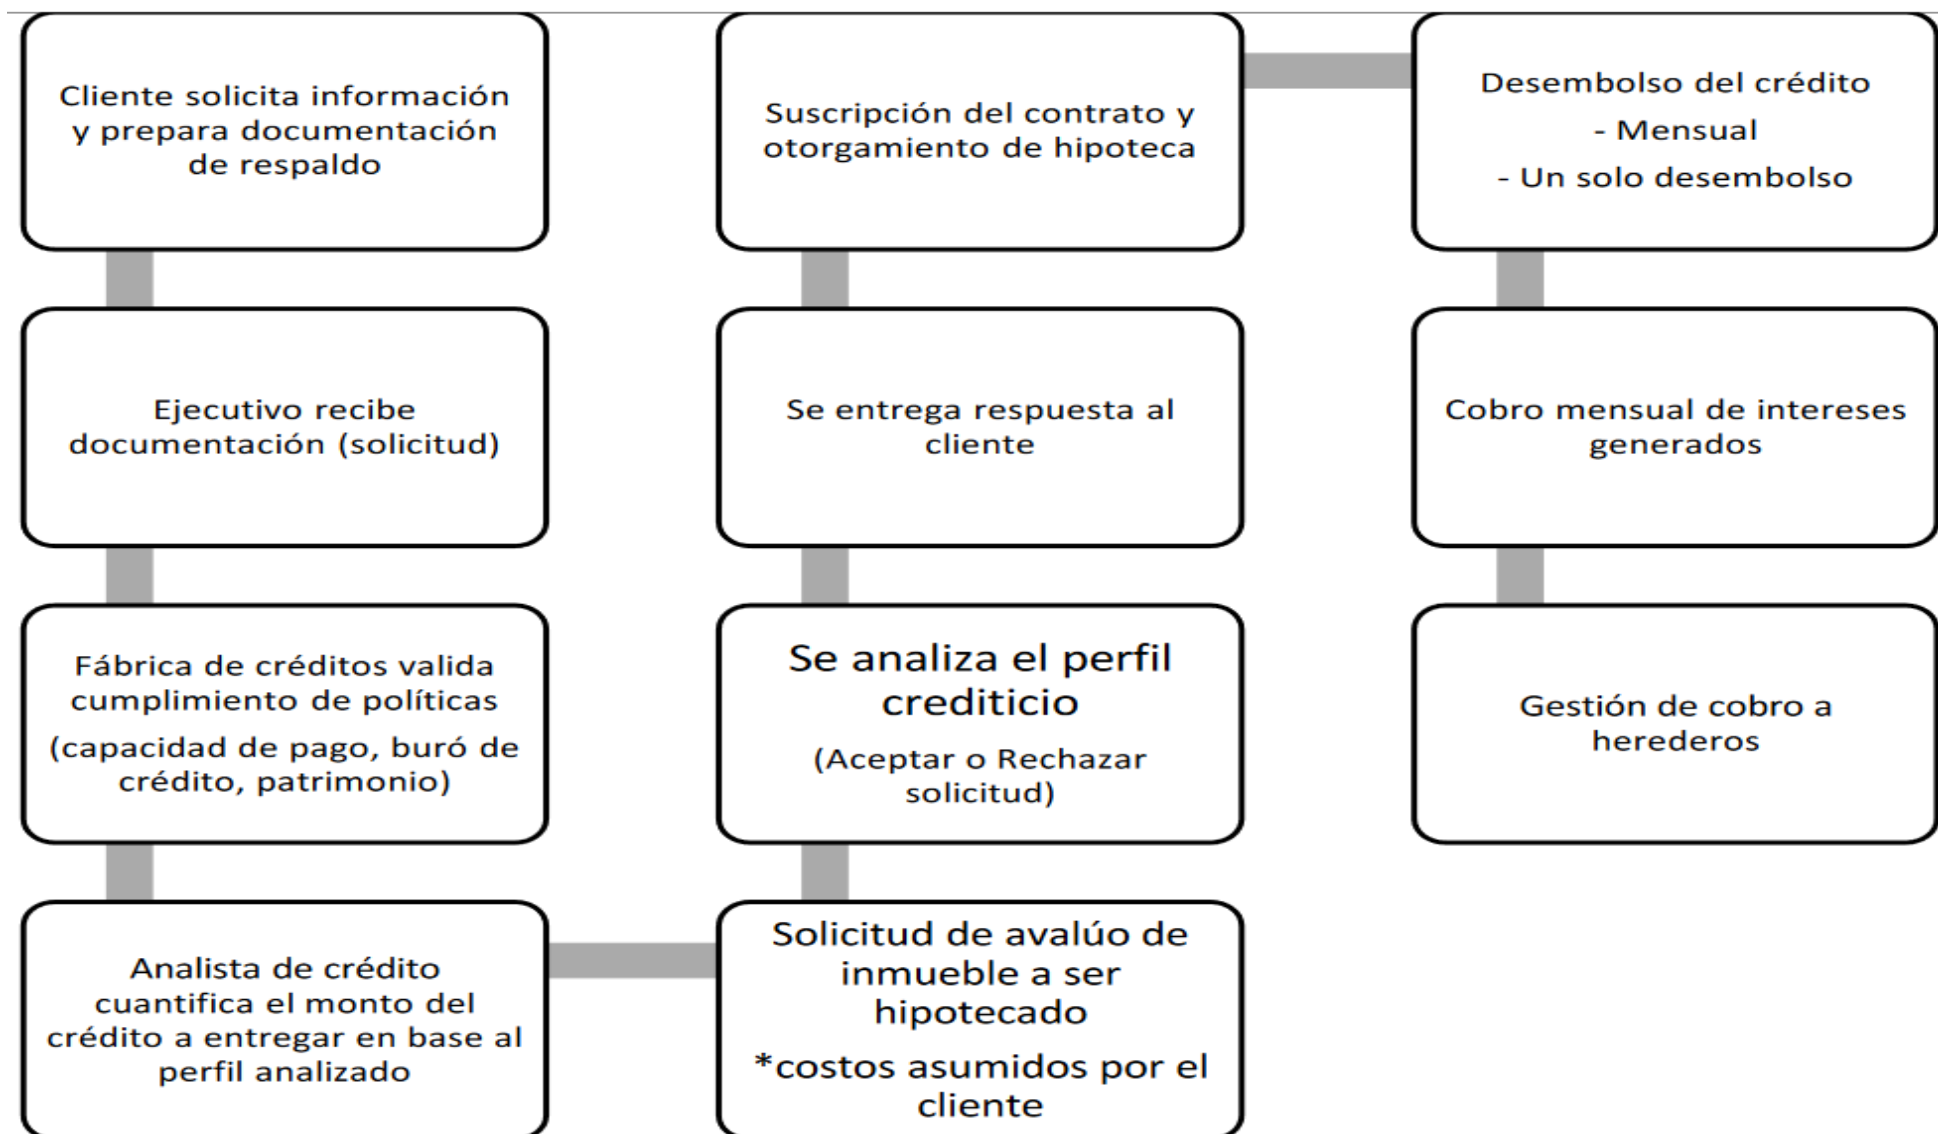 Cliente solicita información
y prepara documentación
de respaldo
Ejecutivo recibe
documentación (solicitud)
Fábrica de créditos valida
cumplimiento de políticas
(capacidad de pago, buró de
crédito, patrimonio)
Analista de crédito
cuantifica el monto del
crédito a entregar en base al
perfil analizado
Solicitud de avalúo de
inmueble a ser
hipotecado
*costos asumidos por el
cliente
Se analiza el perfil
crediticio
(Aceptar o Rechazar
solicitud)
Se entrega respuesta al
cliente
Suscripción del contrato y
otorgamiento de hipoteca
Desembolso del crédito
- Mensual
- Un solo desembolso
Cobro mensual de intereses
generados
Gestión de cobro a
herederos